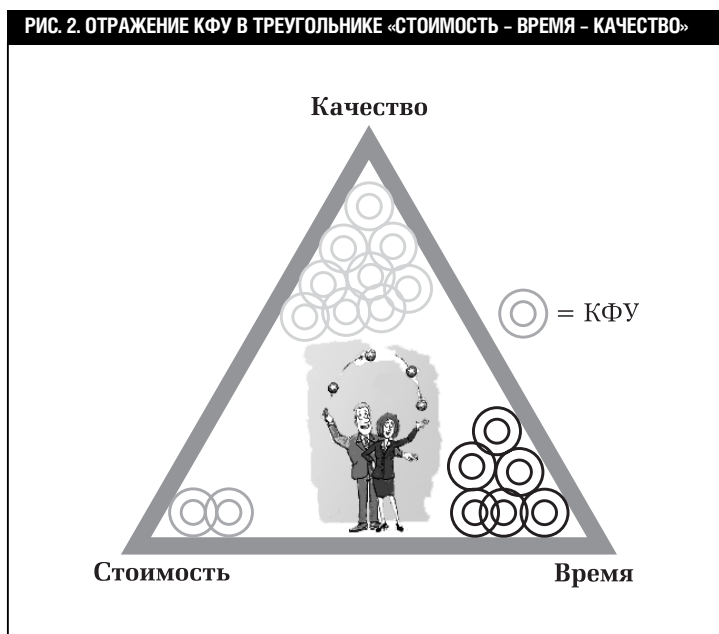 РИС. 2. ОТРАЖЕНИЕ КФУ В ТРЕУГОЛЬНИКЕ «СТОИМОСТЬ – ВРЕМЯ – КАЧЕСТВО»
Качество
= КФУ
Стоимость
Время